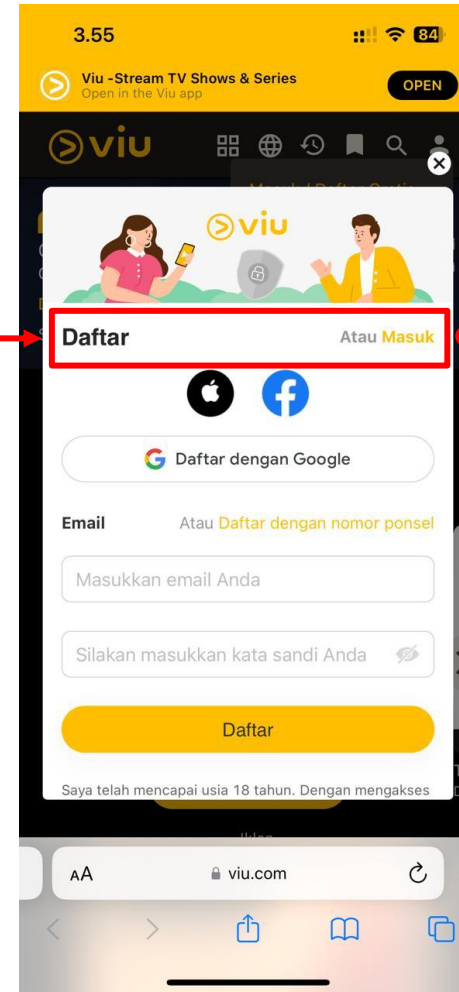 3.55
84
Viu -Stream TV Shows & Series
Open in the Viu app
OPEN
viu
viu
Daftar
Atau Masuk
Daftar dengan Google
Email
Atau Daftar dengan nomor ponsel
Masukkan email Anda
Silakan masukkan kata sandi Anda
Daftar
Saya telah mencapai usia 18 tahun. Dengan mengakses
AA
viu.com